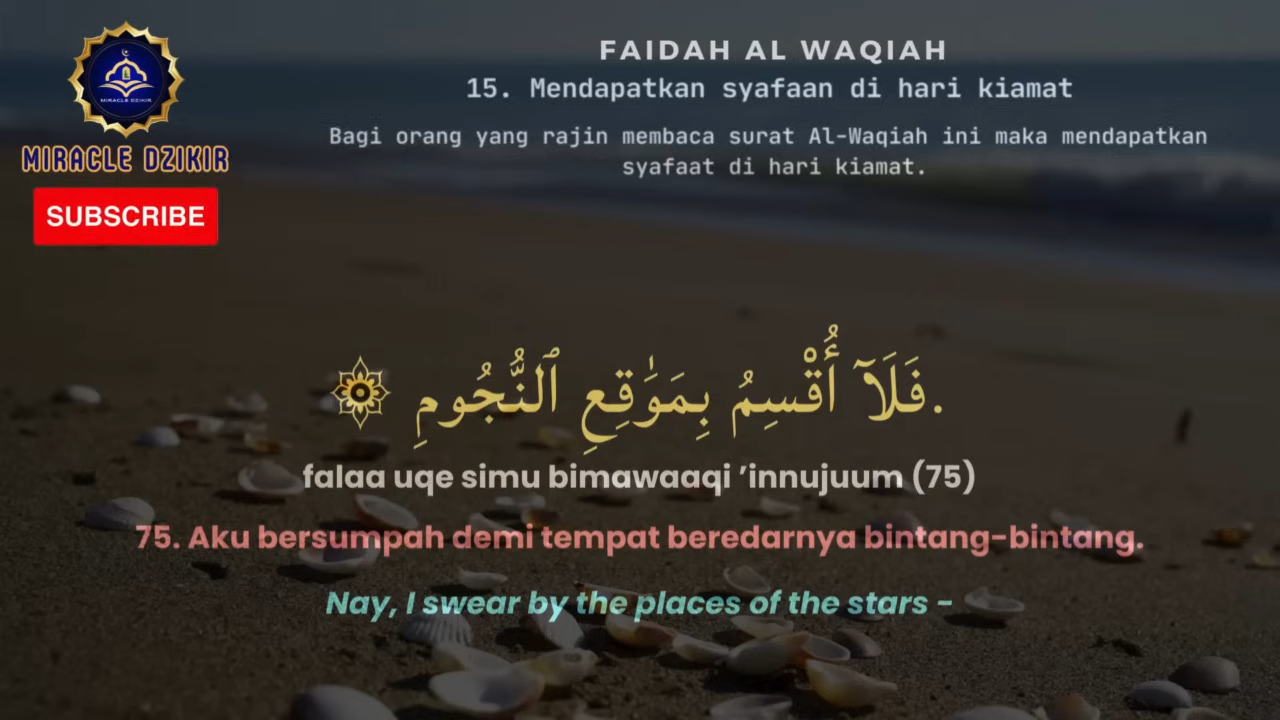 MIRACLE DZIKIR
MIRACLE DZIKIR
SUBSCRIBE
FAIDAH AL WAQIAH
15. Mendapatkan syafaan di hari kiamat
Bagi orang yang rajin membaca surat Al-Waqiah ini maka mendapatkan
syafaat di hari kiamat.
فَلَآ أُقْسِمُ بِمَوَٰقِعِ ٱلنُّجُومِ.
falaa uqe simu bimawaaqi ’innujuum (75)
75. Aku bersumpah demi tempat beredarnya bintang-bintang.
Nay, I swear by the places of the stars -